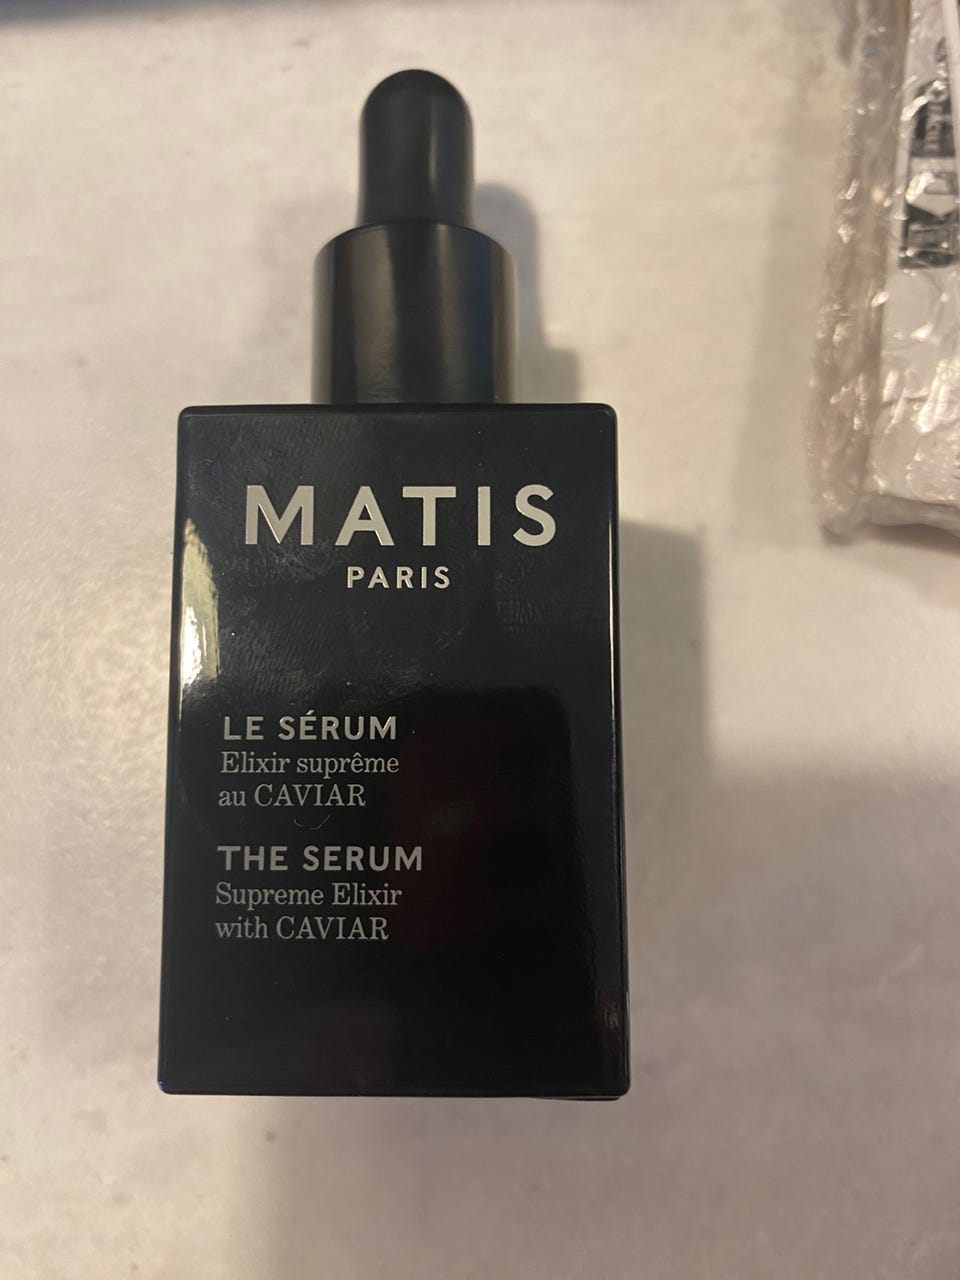 MATIS
PARIS
LE SÉRUM
Elixir suprême
au CAVIAR
THE SERUM
Supreme Elixir
with CAVIAR